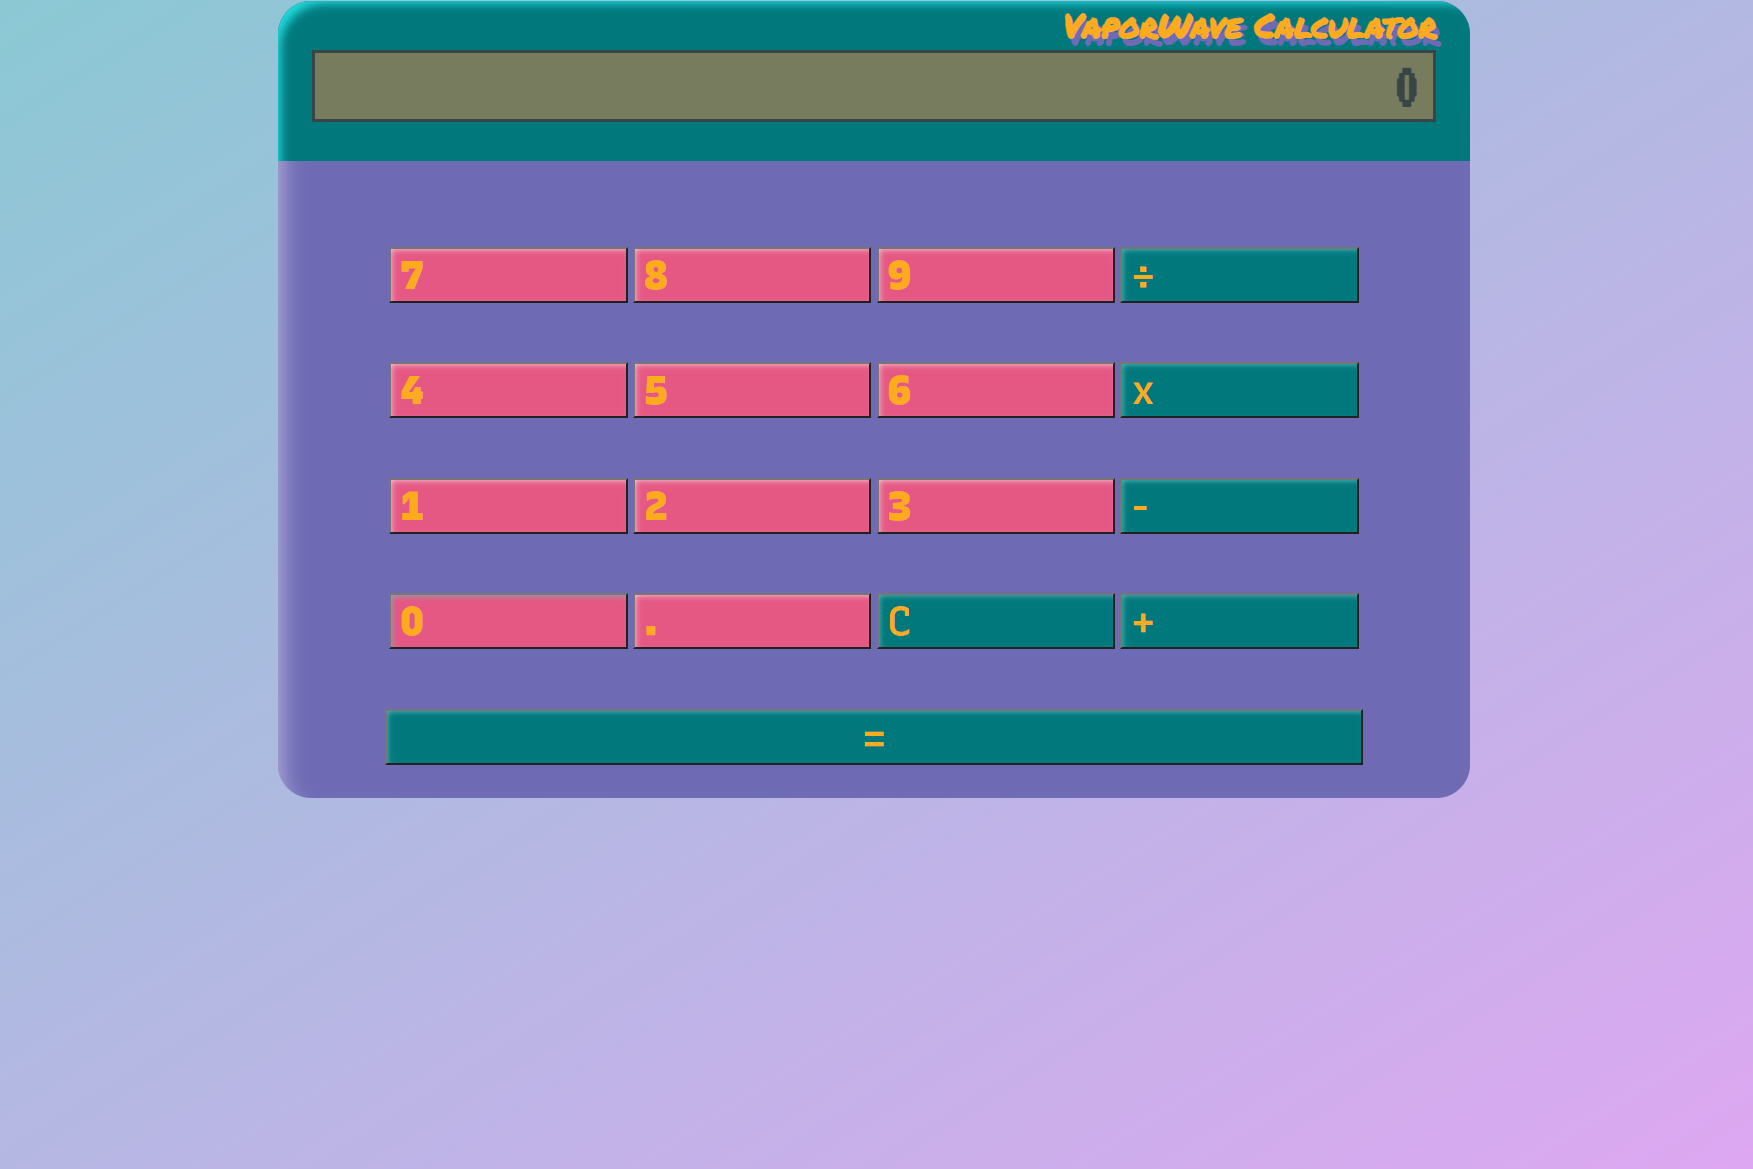 VaporWave Calculator
0
7 8 9 ÷
4 5 6 x
1 2 3 -
0 . C +
=